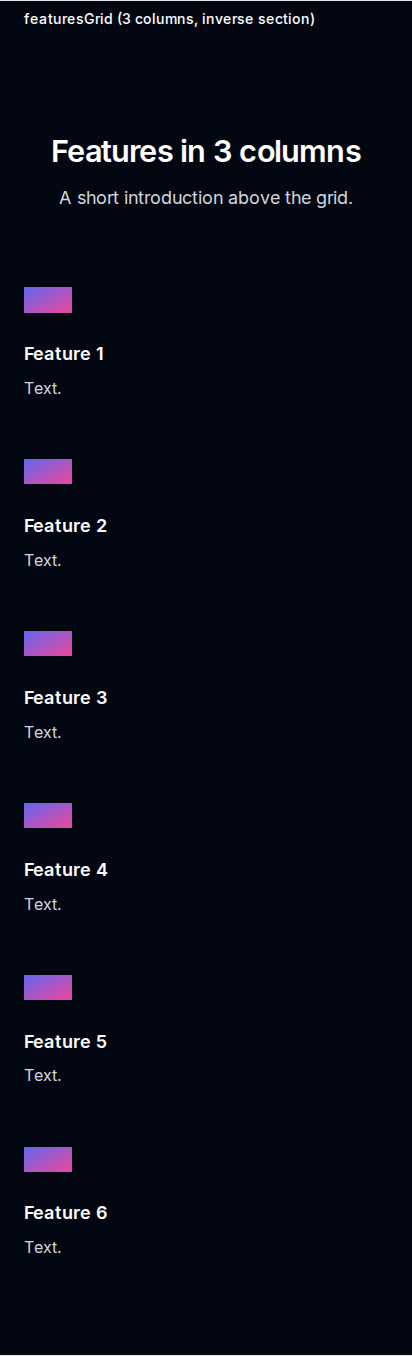 featuresGrid (3 columns, inverse section)
Features in 3 columns
A short introduction above the grid.
Feature 1
Text.
Feature 2
Text.
Feature 3
Text.
Feature 4
Text.
Feature 5
Text.
Feature 6
Text.